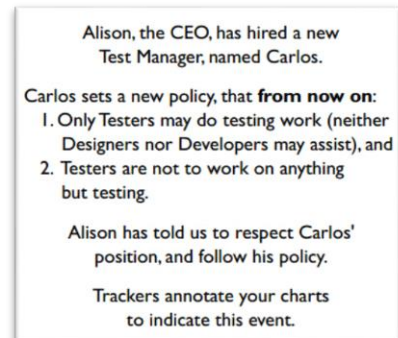 Alison, the CEO, has hired a new
Test Manager, named Carlos.
Carlos sets a new policy, that from now on:
1. Only Testers may do testing work (neither
Designers nor Developers may assist), and
2. Testers are not to work on anything
but testing.
Alison has told us to respect Carlos'
position, and follow his policy.
Trackers annotate your charts
to indicate this event.